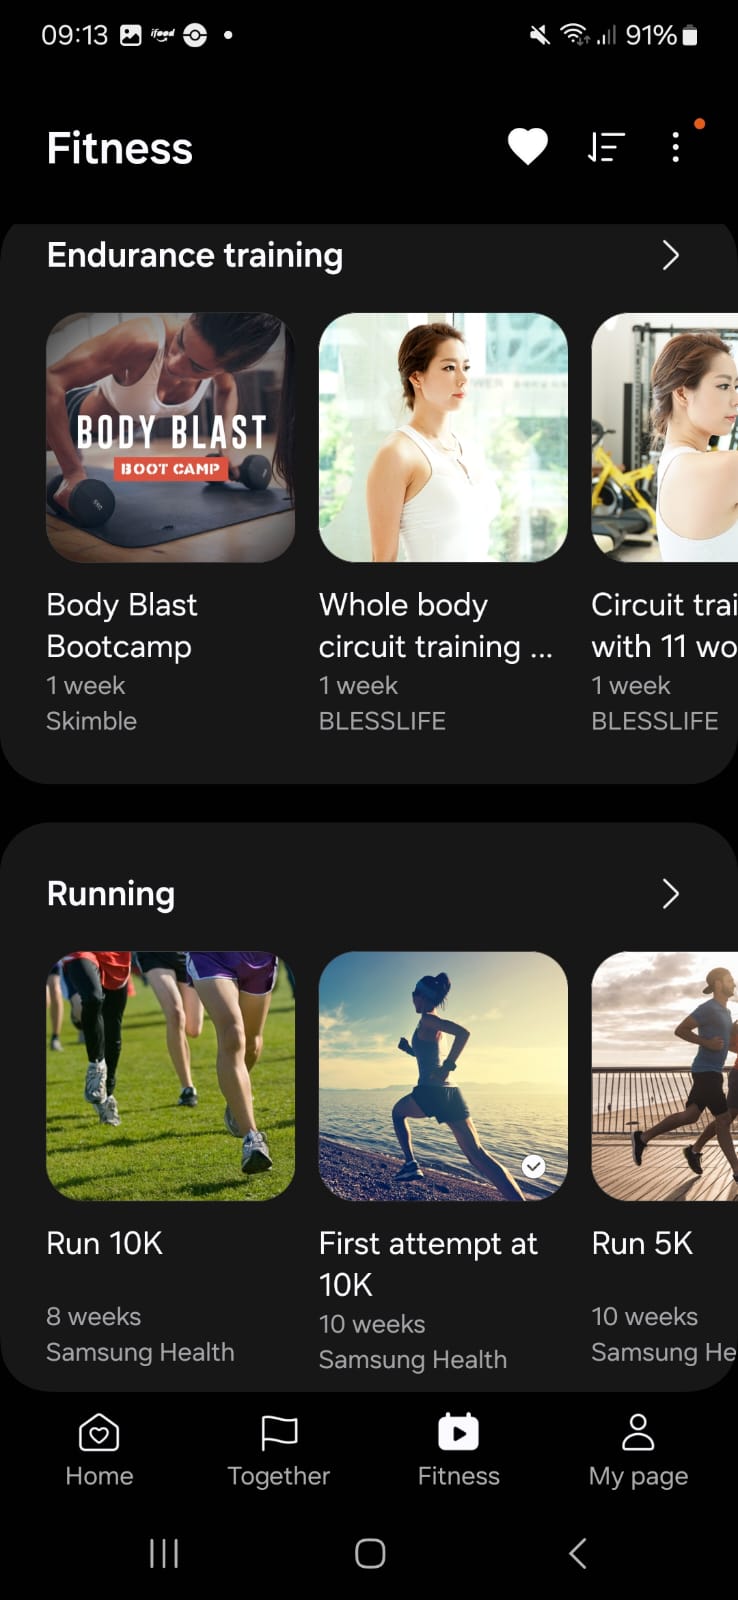 09:13 ifood 91%
Fitness
Endurance training
BODY BLAST
BOOT CAMP
Body Blast
Bootcamp
1 week
Skimble
Whole body
circuit training ...
1 week
BLESSLIFE
Circuit trai
with 11 wo
1 week
BLESSLIFE
Running
Run 10K
8 weeks
Samsung Health
First attempt at
10K
10 weeks
Samsung Health
Run 5K
10 weeks
Samsung He
Home
Together
Fitness
My page